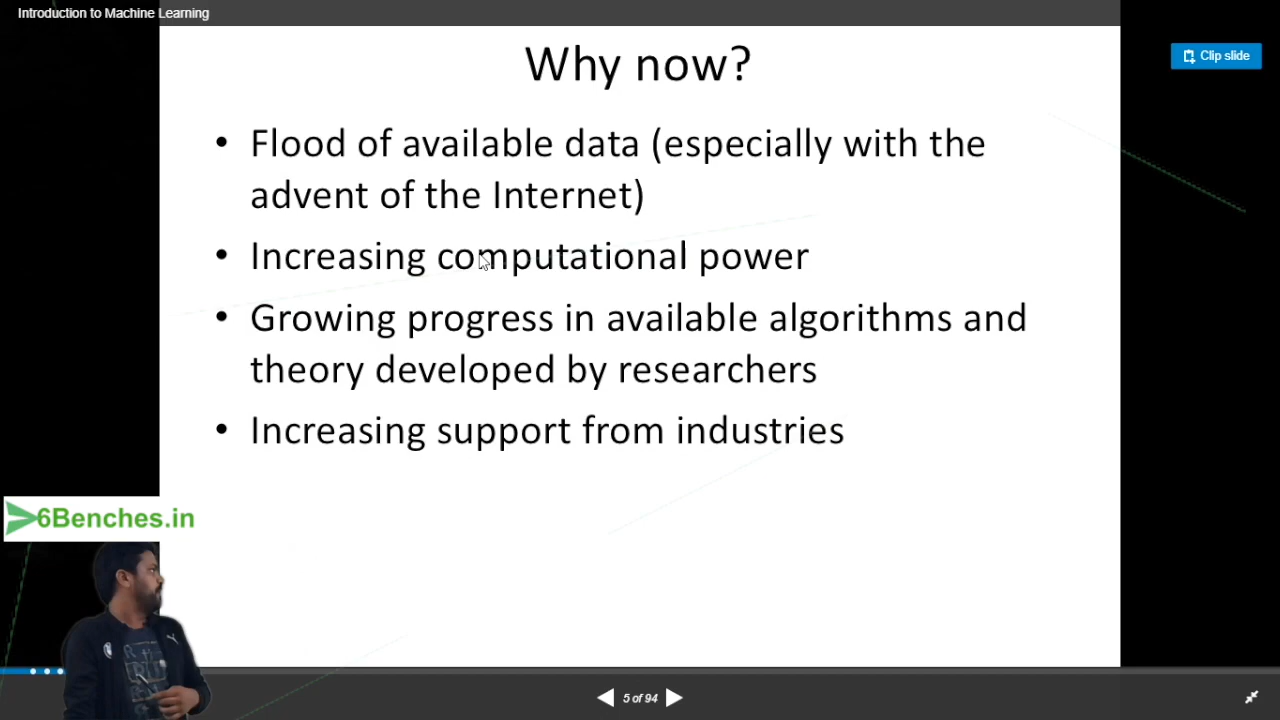 Introduction to Machine Learning
Clip slide
Why now?
• Flood of available data (especially with the
advent of the Internet)
• Increasing computational power
• Growing progress in available algorithms and
theory developed by researchers
• Increasing support from industries
6Benches.in
5 of 94